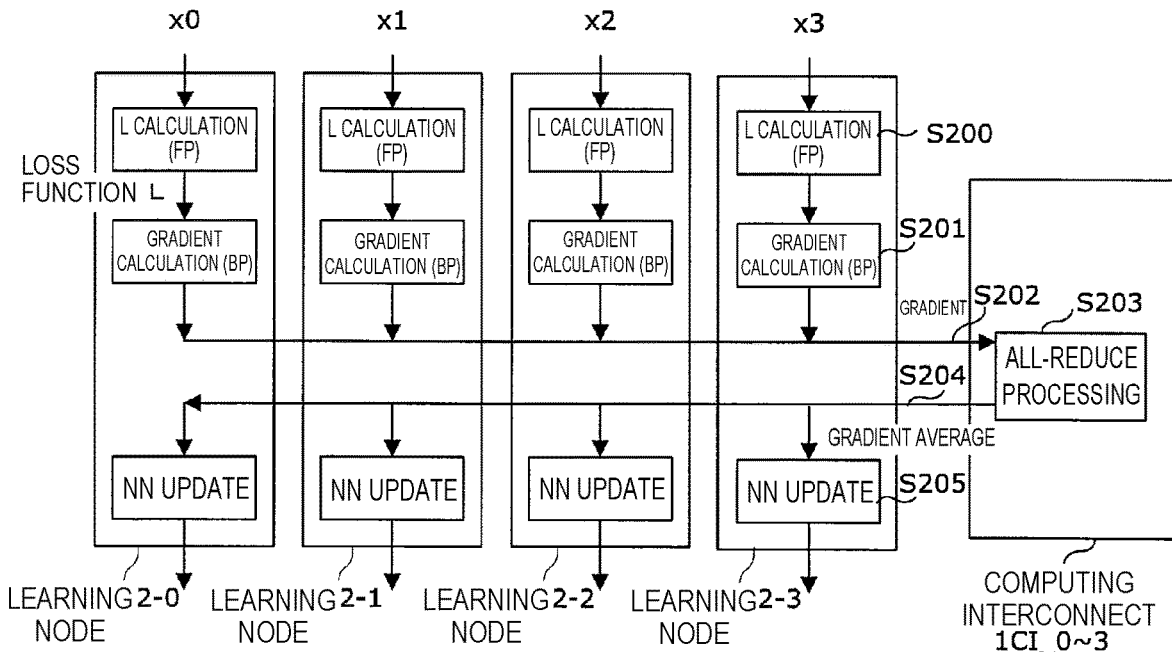 x0
x1
x2
x3
L CALCULATION
(FP)
L CALCULATION
(FP)
L CALCULATION
(FP)
L CALCULATION
(FP)
S200
LOSS
FUNCTION L
GRADIENT
CALCULATION (BP)
GRADIENT
CALCULATION (BP)
GRADIENT
CALCULATION (BP)
GRADIENT
CALCULATION (BP)
S201
GRADIENT
S202
S203
ALL-REDUCE
PROCESSING
S204
GRADIENT AVERAGE
NN UPDATE
NN UPDATE
NN UPDATE
NN UPDATE
S205
LEARNING 2-0
NODE
LEARNING 2-1
NODE
LEARNING 2-2
NODE
LEARNING 2-3
NODE
COMPUTING
INTERCONNECT
1CI_0~3